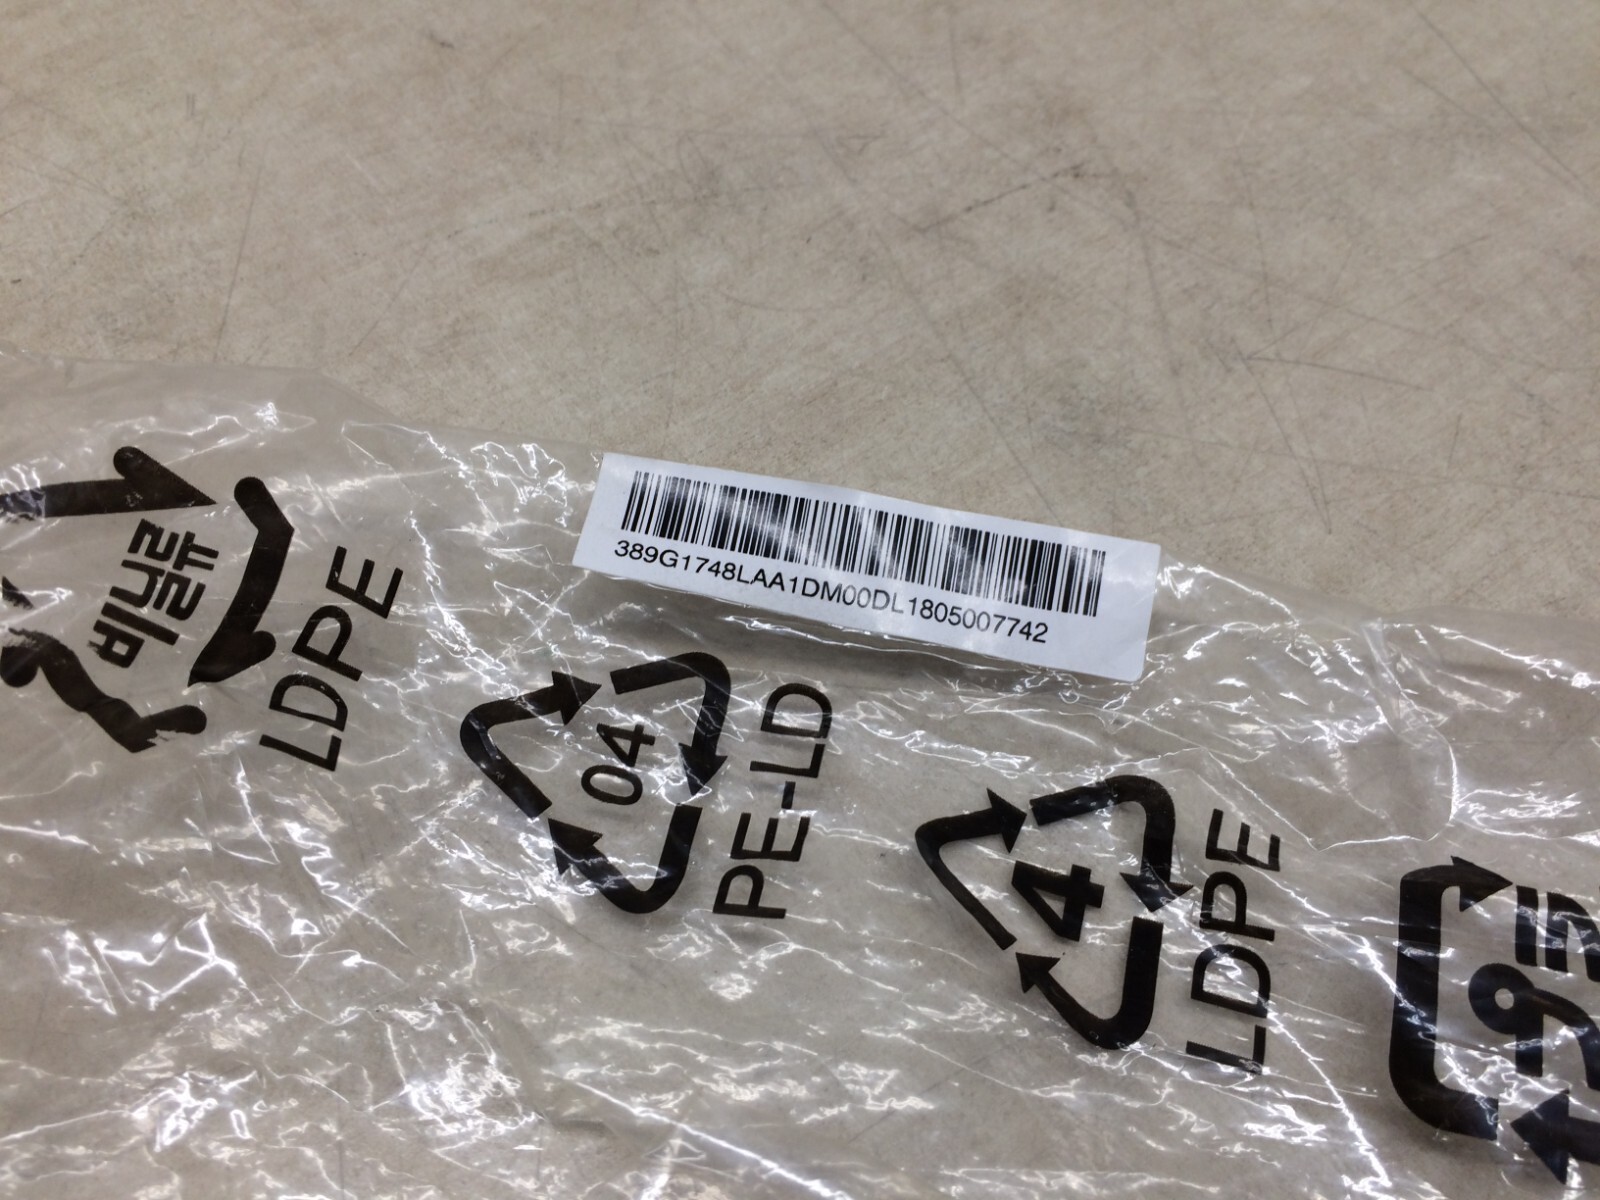 389G1748LAA1DM00DL1805007742
비닐류
LDPE
04
PE-LD
4
LDPE